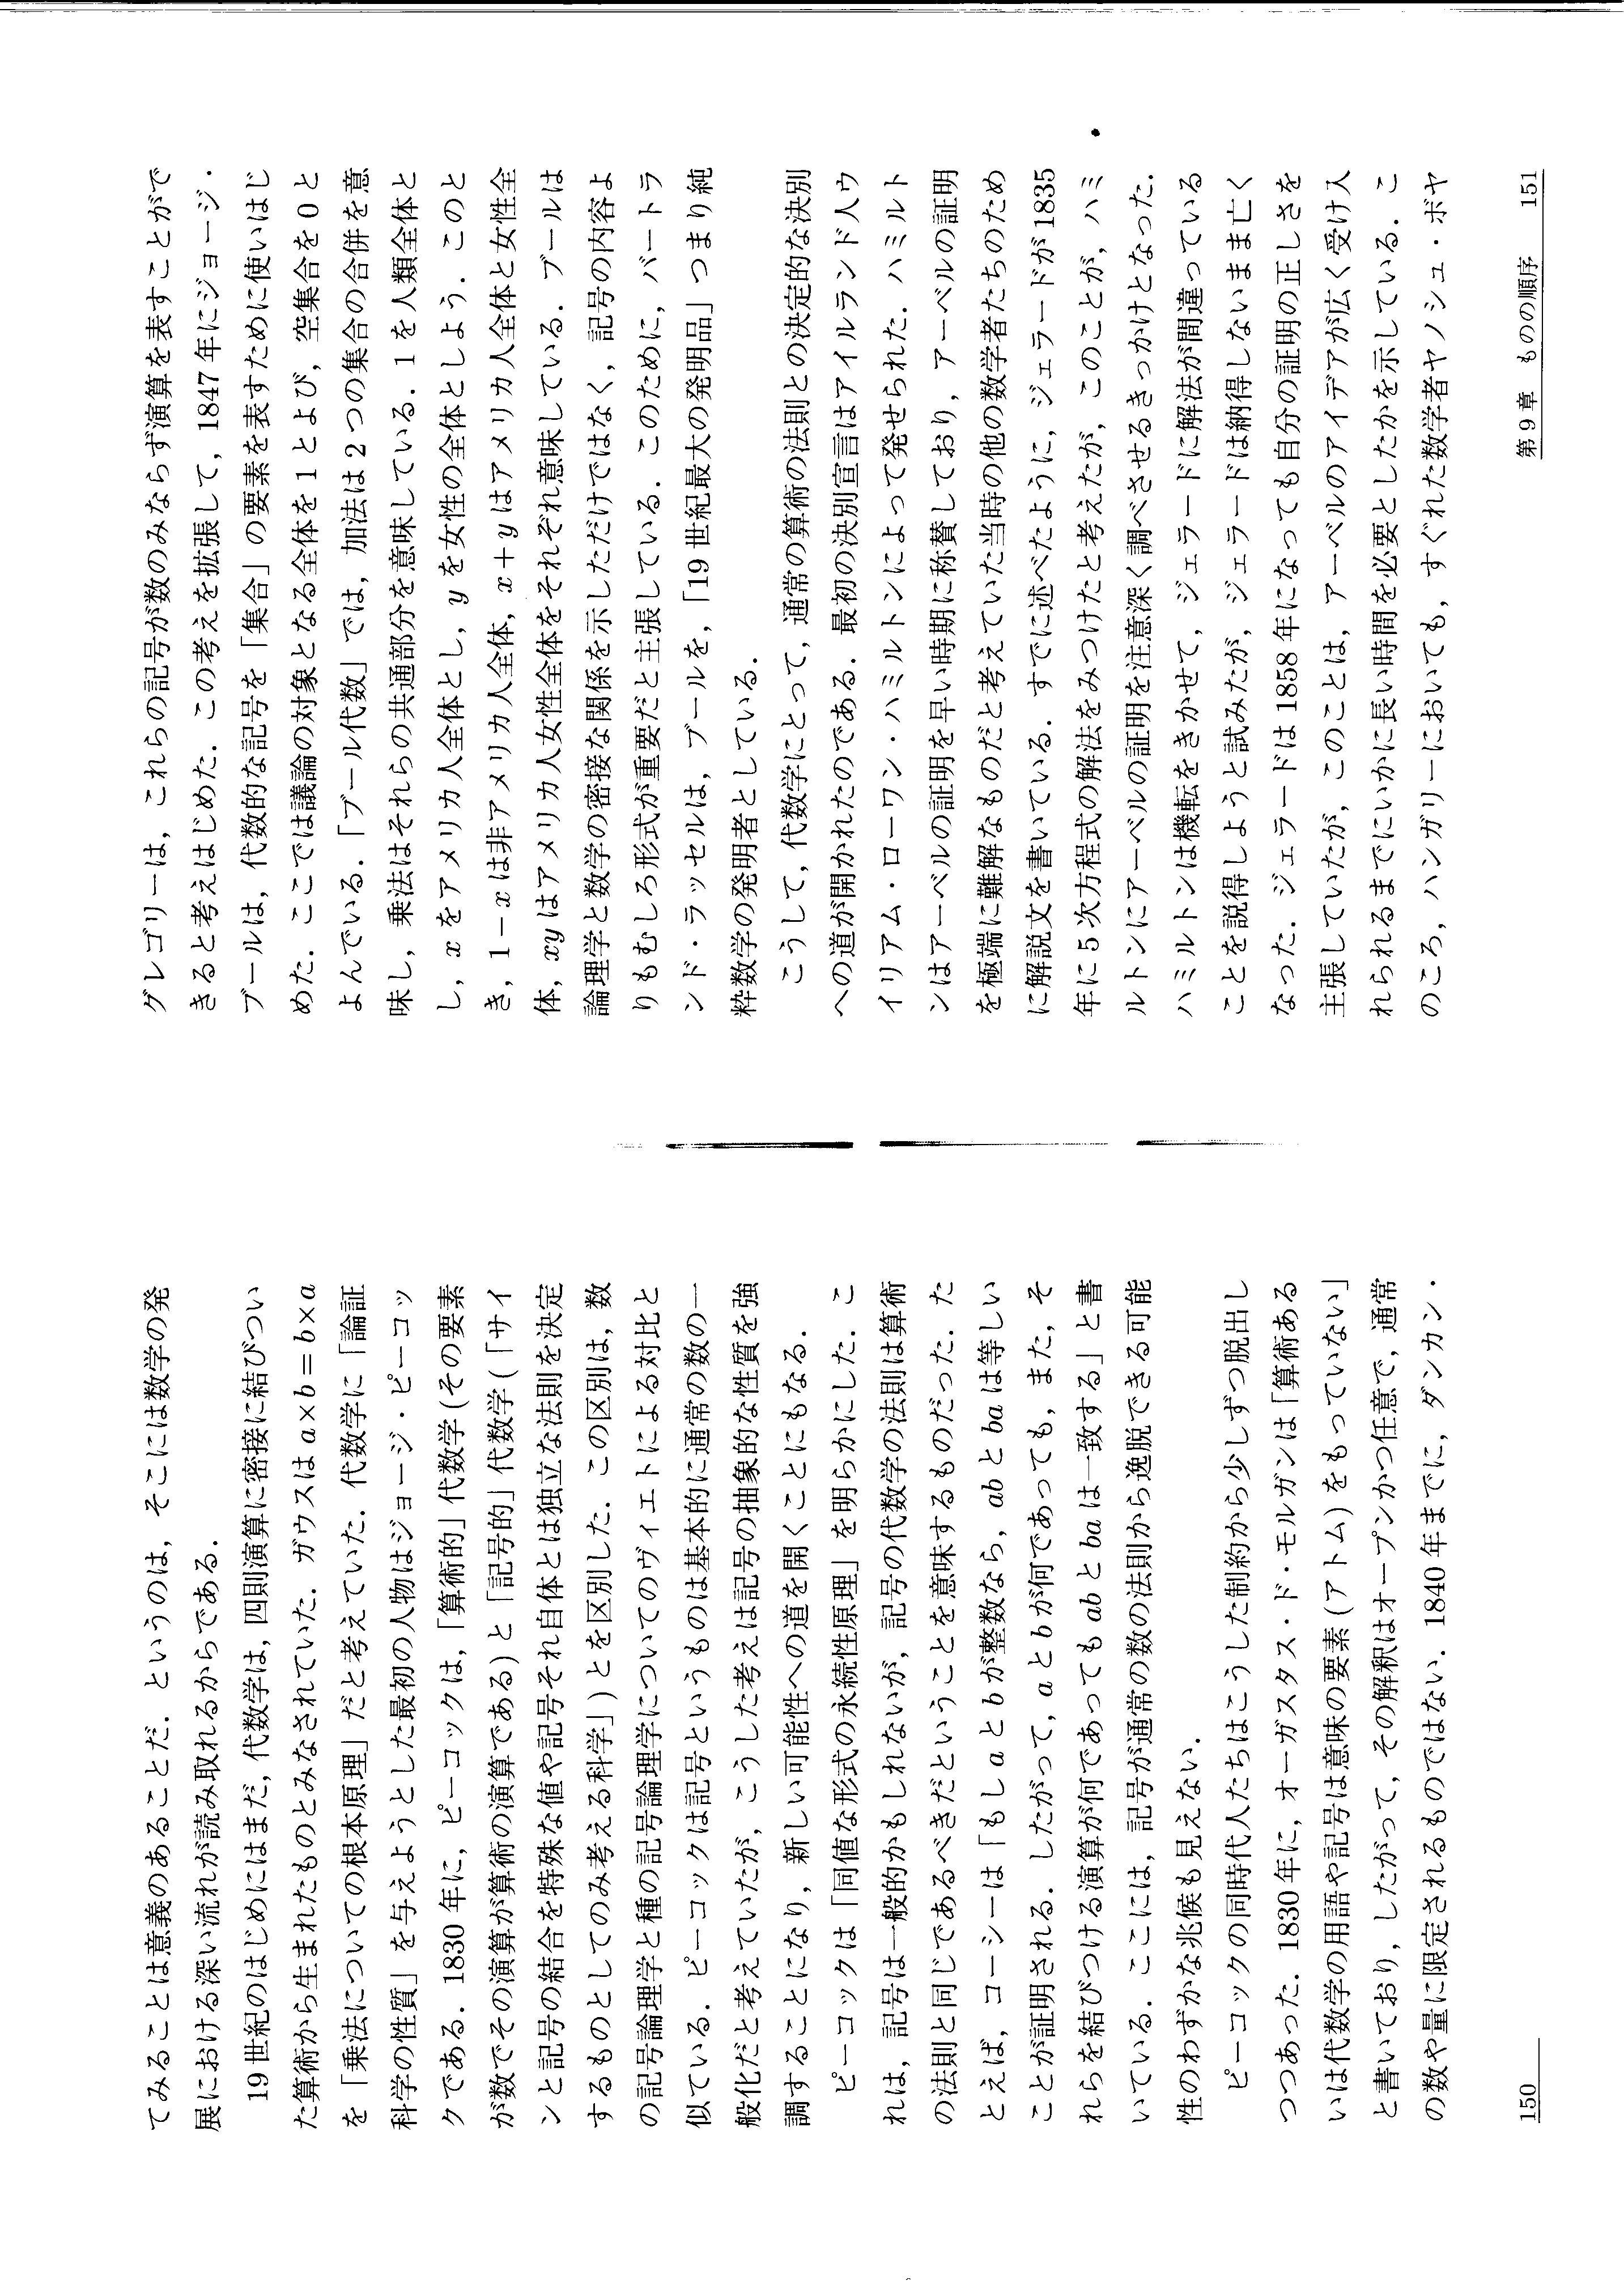 てみることは意義のあることだ．というのは，そこには数学の発
展における深い流れが読み取れるからである．
19世紀のはじめにはまだ，代数学は，四則演算に密接に結びつい
た算術から生まれたものとみなされていた．ガウスはa×b＝b×a
を「乗法についての根本原理」だと考えていた．代数学に「論証
科学の性質」を与えようとした最初の人物はジョージ・ピーコッ
クである．1830年に，ピーコックは，「算術的」代数学(その要素
が数でその演算が算術の演算である)と「記号的」代数学(「サイ
ンと記号の結合を特殊な値や記号それ自体とは独立な法則を決定
するものとしてのみ考える科学」)とを区別した．この区別は，数
の記号論理学と種の記号論理学についてのヴィエトによる対比と
似ている．ピーコックは記号というものは基本的に通常の数の一
般化だと考えていたが，こうした考えは記号の抽象的な性質を強
調することになり，新しい可能性への道を開くことにもなる．
ピーコックは「同値な形式の永続性原理」を明らかにした．こ
れは，記号は一般的かもしれないが，記号の代数学の法則は算術
の法則と同じであるべきだということを意味するものだった．た
とえば，コーシーは「もしaとbが整数なら，abとbaは等しい
ことが証明される．したがって，aとbが何であっても，また，そ
れらを結びつける演算が何であってもabとbaは一致する」と書
いている．ここには，記号が通常の数の法則から逸脱できる可能
性のわずかな兆候も見えない．
ピーコックの同時代人たちはこうした制約から少しずつ脱出し
つつあった．1830年に，オーガスタス・ド・モルガンは「算術ある
いは代数学の用語や記号は意味の要素(アトム)をもっていない」
と書いており，したがって，その解釈はオープンかつ任意で，通常
の数や量に限定されるものではない．1840年までに，ダンカン・
150
グレゴリーは，これらの記号が数のみならず演算を表すことがで
きると考えはじめた．この考えを拡張して，1847年にジョージ・
ブールは，代数的な記号を「集合」の要素を表すために使いはじ
めた．ここでは議論の対象となる全体を1とよび，空集合を0と
よんでいる．「ブール代数」では，加法は2つの集合の合併を意
味し，乗法はそれらの共通部分を意味している．1を人類全体と
し，xをアメリカ人全体とし，yを女性の全体としよう．このと
き，1−xは非アメリカ人全体，x＋yはアメリカ人全体と女性全
体，xyはアメリカ人女性全体をそれぞれ意味している．ブールは
論理学と数学の密接な関係を示しただけではなく，記号の内容よ
りもむしろ形式が重要だと主張している．このために，バートラ
ンド・ラッセルは，ブールを，「19世紀最大の発明品」つまり純
粋数学の発明者としている．
こうして，代数学にとって，通常の算術の法則との決定的な決別
への道が開かれたのである．最初の決別宣言はアイルランド人ウ
イリアム・ローワン・ハミルトンによって発せられた．ハミルト
ンはアーベルの証明を早い時期に称賛しており，アーベルの証明
を極端に難解なものだと考えていた当時の他の数学者たちのため
に解説文を書いている．すでに述べたように，ジェラードが1835
年に5次方程式の解法をみつけたと考えたが，このことが，ハミ
ルトンにアーベルの証明を注意深く調べさせるきっかけとなった．
ハミルトンは機転をきかせて，ジェラードに解法が間違っている
ことを説得しようと試みたが，ジェラードは納得しないまま亡く
なった．ジェラードは1858年になっても自分の証明の正しさを
主張していたが，このことは，アーベルのアイデアが広く受け入
れられるまでにいかに長い時間を必要としたかを示している．こ
のころ，ハンガリーにおいても，すぐれた数学者ヤノシュ・ボヤ
第9章 ものの順序 151